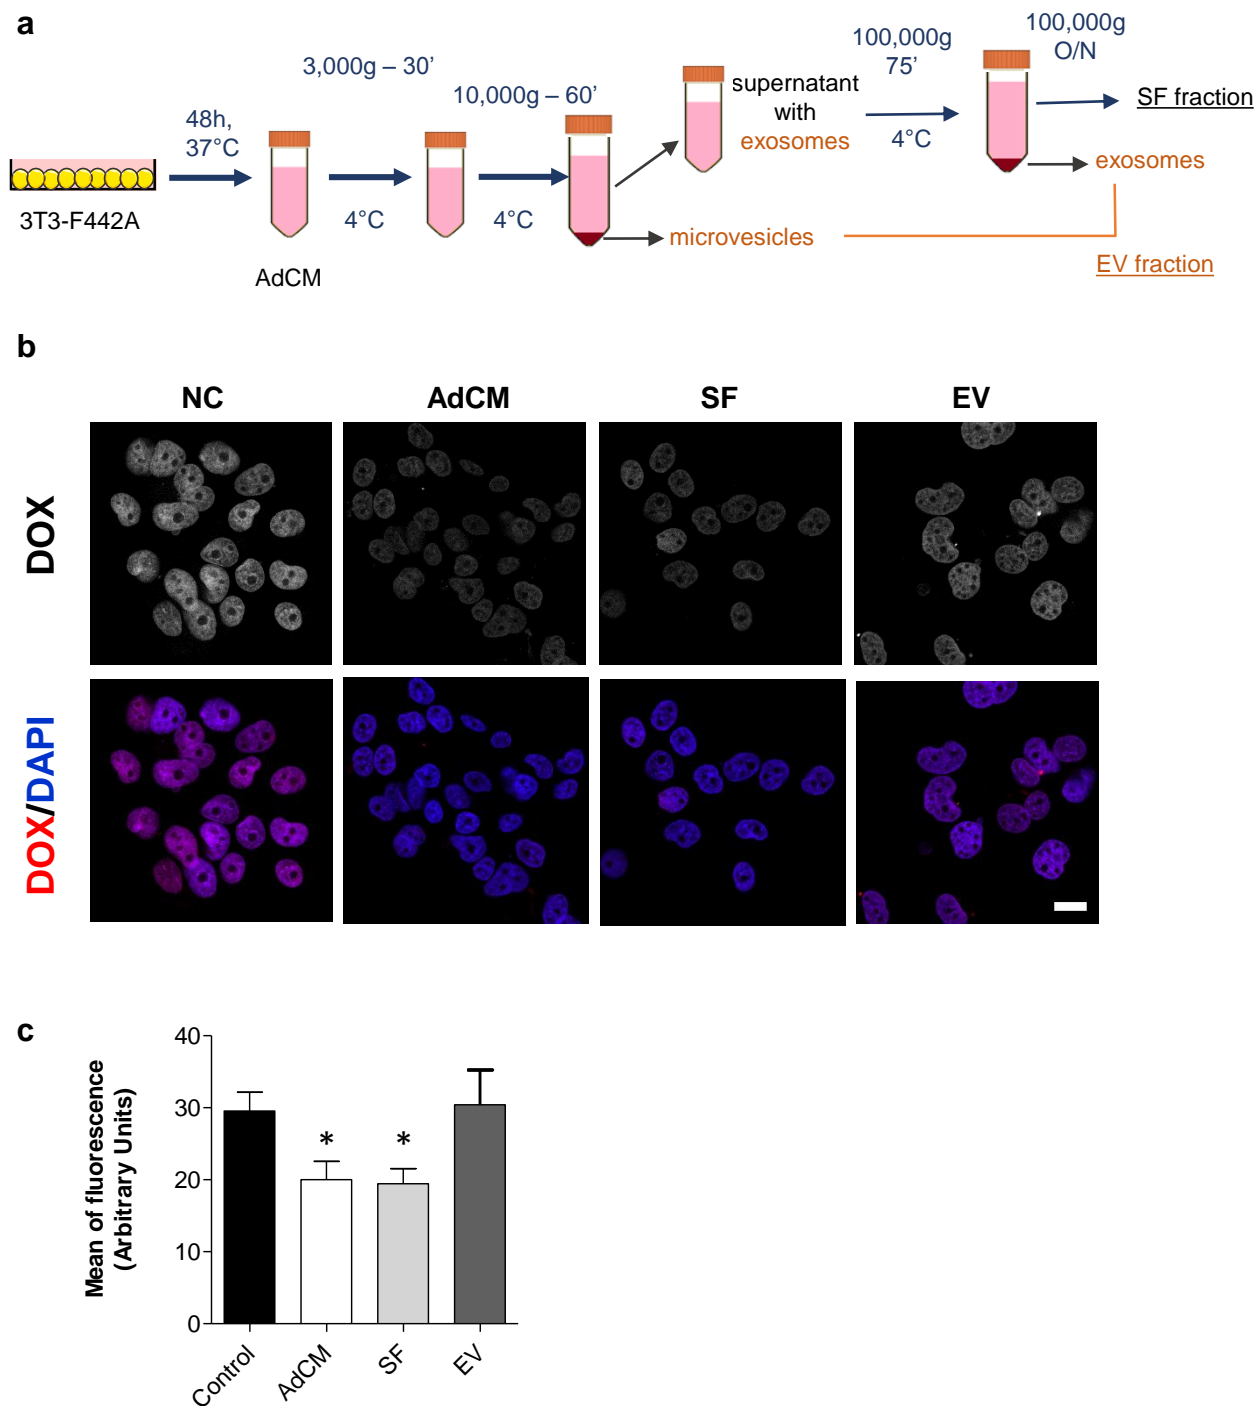 a
3,000g – 30’
10,000g – 60’
100,000g
75’
100,000g
O/N
48h,
37°C
supernatant
with
exosomes
SF fraction
4°C
4°C
4°C
exosomes
3T3-F442A
AdCM
microvesicles
EV fraction
b
NC
AdCM
SF
EV
DOX
DOX/DAPI
c
Mean of fluorescence
(Arbitrary Units)
40
30
20
10
0
*
*
Control
AdCM
SF
EV